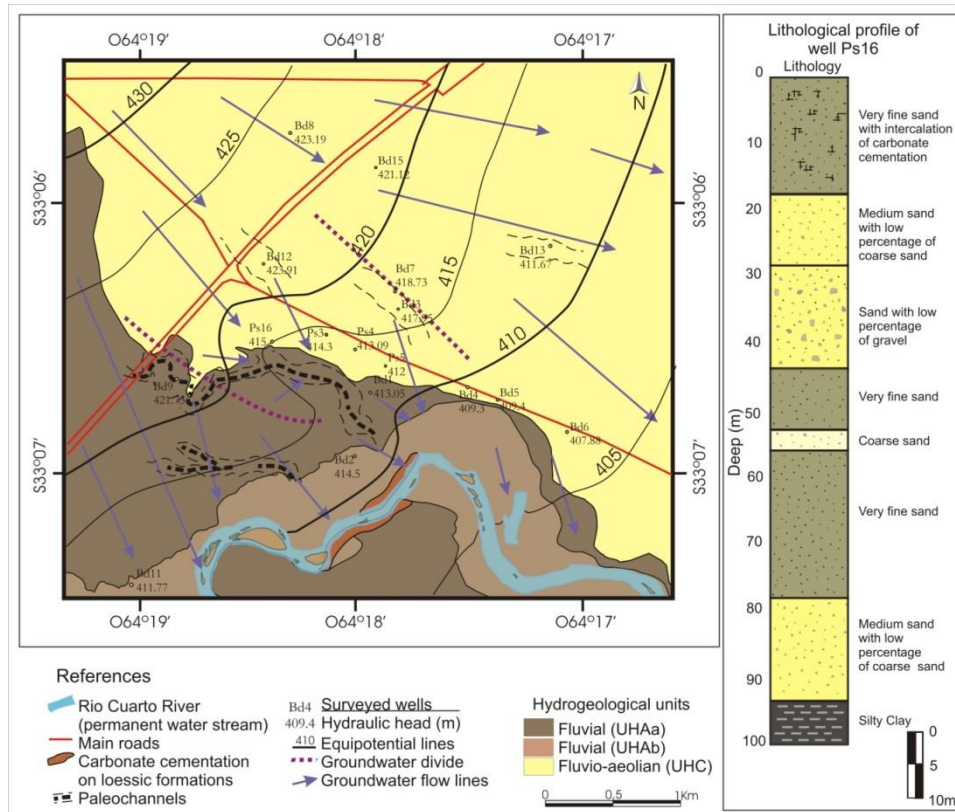 O64°19'
O64°18'
O64°17'
430
N
425
Bd8
423.19
Bd15
421.12
S33°06'
S33°06'
420
Bd12
423.91
Bd13
411.67
Bd7
418.73
415
Bd3
Ps16
415
Ps3
414.3
Ps4
413.09
410
Ps5
412
Bd9
Bd1
413.05
Bd4
409.3
Bd5
409.4
Bd6
407.88
405
S33°07'
S33°07'
Bd2
414.5
Bd11
411.77
O64°19'
O64°18'
O64°17'
References
Rio Cuarto River
(permanent water stream)
Main roads
Carbonate cementation
on loessic formations
Paleochannels
Bd4 Surveyed wells
409.4 Hydraulic head (m)
410 Equipotential lines
Groundwater divide
Groundwater flow lines
Hydrogeological units
Fluvial (UHAa)
Fluvial (UHAb)
Fluvio-aeolian (UHC)
0 0,5 1Km
Lithological profile of
well Ps16
Lithology
Deep (m)
0
10
20
30
40
50
60
70
80
90
100
Very fine sand
with intercalation
of carbonate
cementation
Medium sand
with low
percentage of
coarse sand
Sand with low
percentage
of gravel
Very fine sand
Coarse sand
Very fine sand
Medium sand
with low
percentage
of coarse sand
Silty Clay
0
5
10m